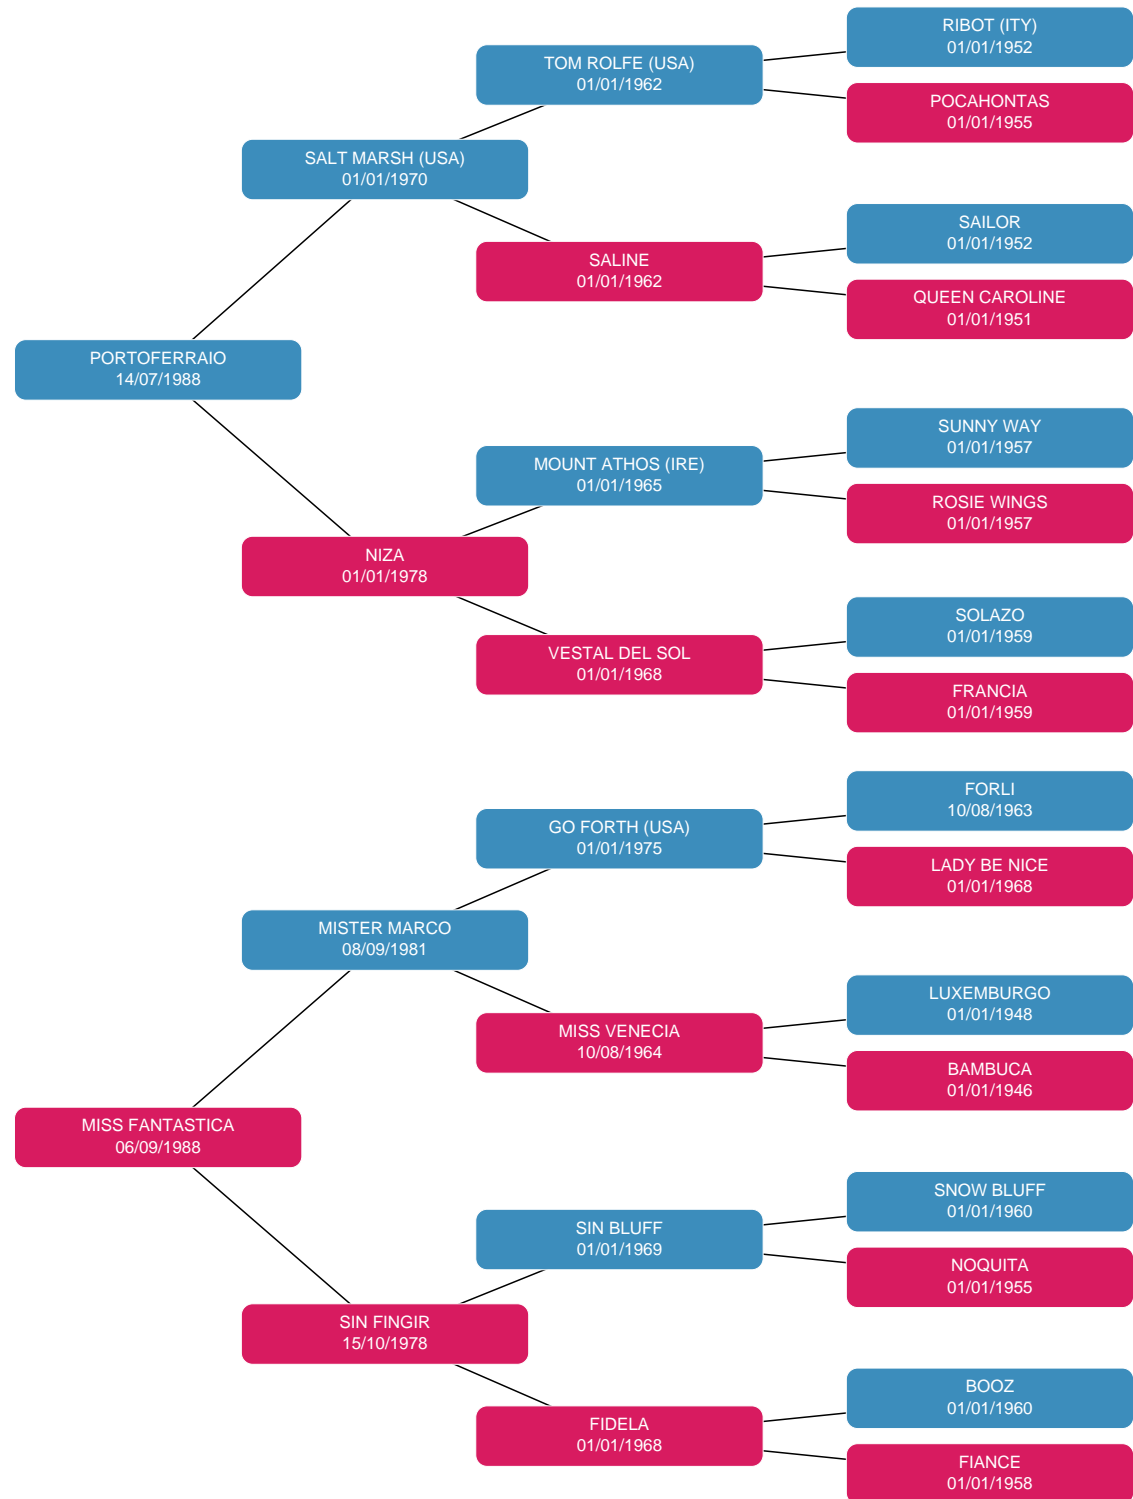 RIBOT (ITY)
01/01/1952
TOM ROLFE (USA)
01/01/1962
POCAHONTAS
01/01/1955
SALT MARSH (USA)
01/01/1970
SAILOR
01/01/1952
SALINE
01/01/1962
QUEEN CAROLINE
01/01/1951
PORTOFERRAIO
14/07/1988
SUNNY WAY
01/01/1957
MOUNT ATHOS (IRE)
01/01/1965
ROSIE WINGS
01/01/1957
NIZA
01/01/1978
SOLAZO
01/01/1959
VESTAL DEL SOL
01/01/1968
FRANCIA
01/01/1959
FORLI
10/08/1963
GO FORTH (USA)
01/01/1975
LADY BE NICE
01/01/1968
MISTER MARCO
08/09/1981
LUXEMBURGO
01/01/1948
MISS VENECIA
10/08/1964
BAMBUCA
01/01/1946
MISS FANTASTICA
06/09/1988
SNOW BLUFF
01/01/1960
SIN BLUFF
01/01/1969
NOQUITA
01/01/1955
SIN FINGIR
15/10/1978
BOOZ
01/01/1960
FIDELA
01/01/1968
FIANCE
01/01/1958